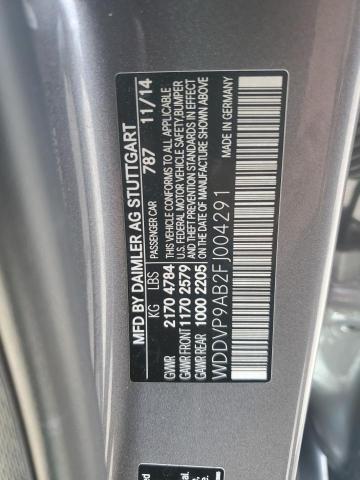 MFD BY DAIMLER AG STUTTGART
PASSENGER CAR 787 11/14
KG LBS
GVWR 2170 4784
GAWR FRONT 1170 2579
GAWR REAR 1000 2205
THIS VEHICLE CONFORMS TO ALL APPLICABLE
U.S. FEDERAL MOTOR VEHICLE SAFETY, BUMPER
AND THEFT PREVENTION STANDARDS IN EFFECT
ON THE DATE OF MANUFACTURE SHOWN ABOVE
MADE IN GERMANY
WDDVP9AB2FJ004291